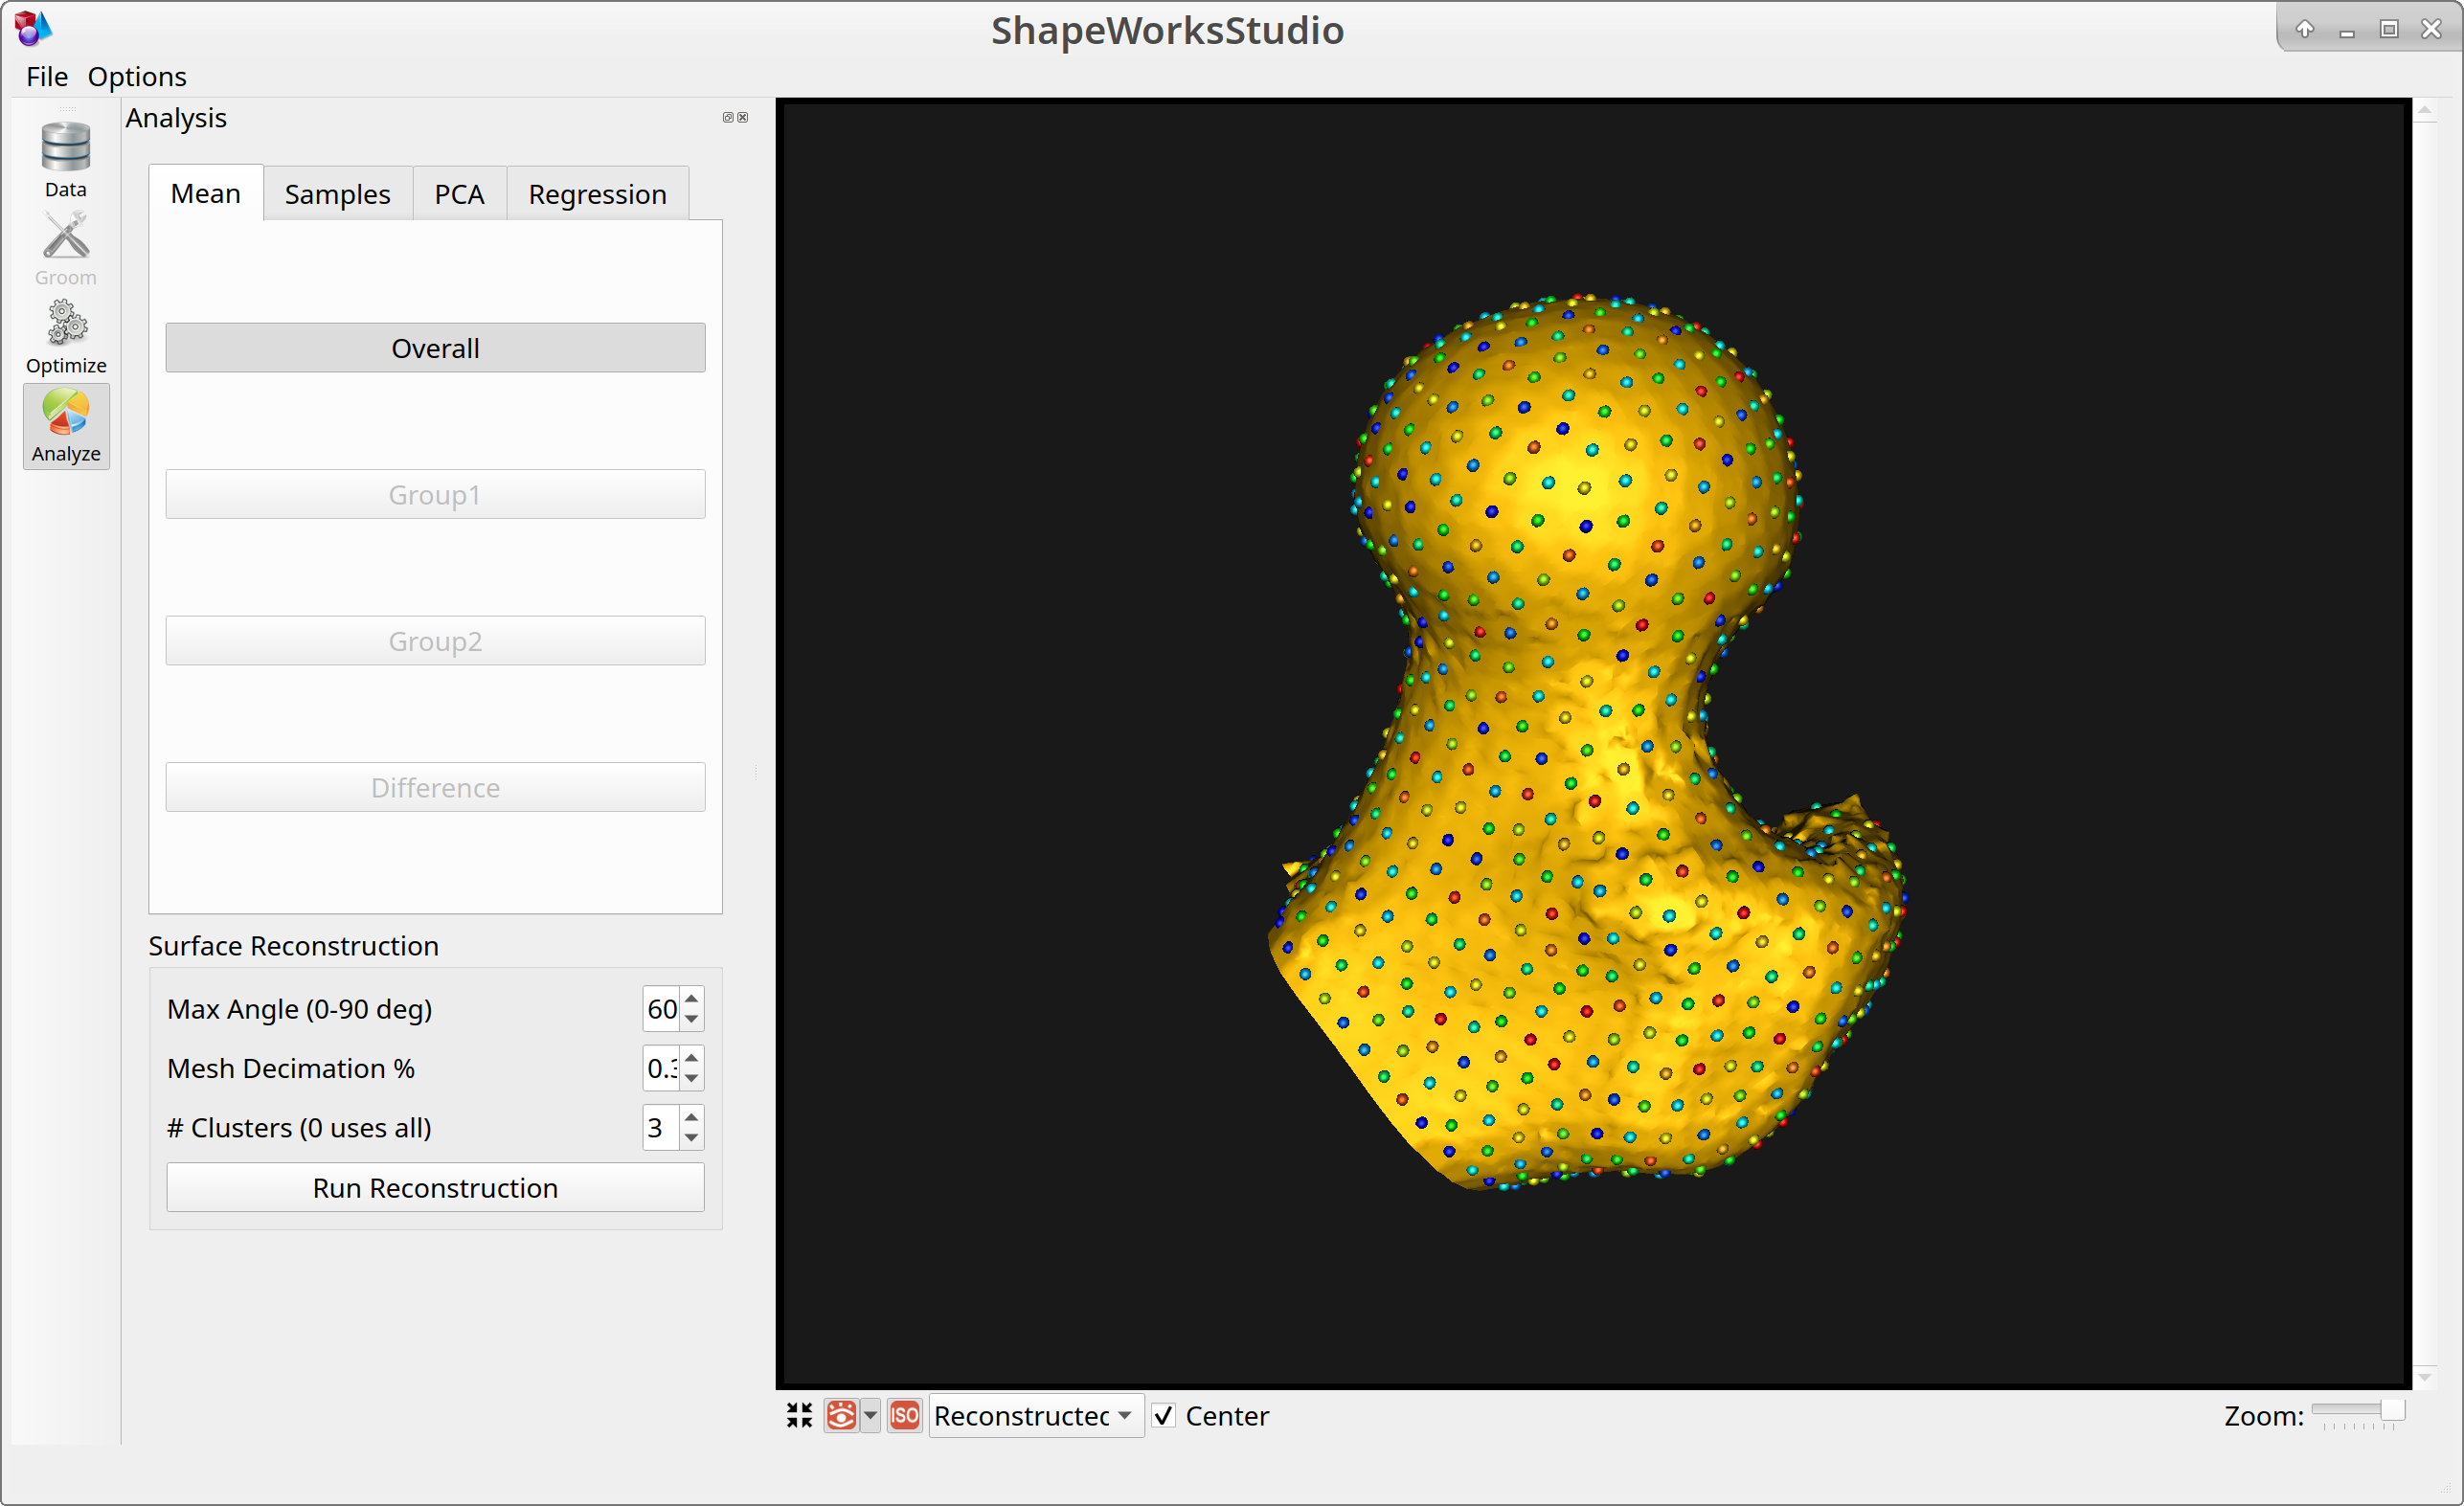 ShapeWorksStudio
File Options
Analysis
Data
Groom
Optimize
Analyze
Mean Samples PCA Regression
Overall
Group1
Group2
Difference
Surface Reconstruction
Max Angle (0-90 deg) 60
Mesh Decimation % 0.3
# Clusters (0 uses all) 3
Run Reconstruction
ISO Reconstructed Center Zoom: